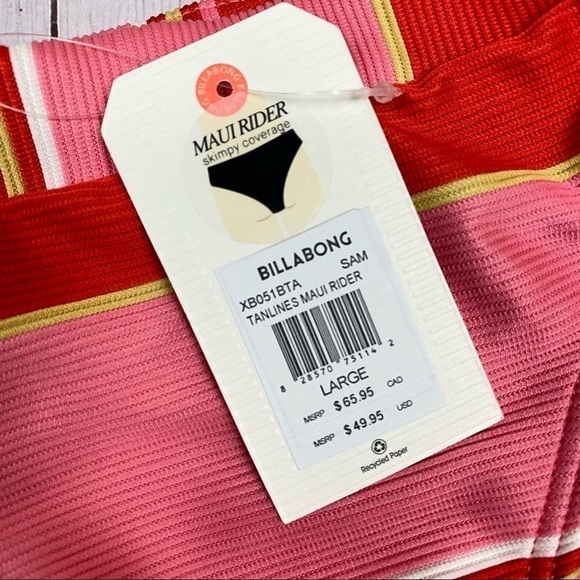 BILLABONG
MAUI RIDER
skimpy coverage
BILLABONG
XB051BTA SAM
TANLINES MAUI RIDER
8 28570 75114 2
LARGE
MSRP $65.95 CAD
MSRP $49.95 USD
Recycled Paper